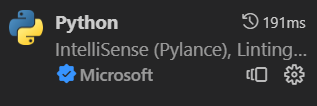 Python 191ms
IntelliSense (Pylance), Linting...
Microsoft